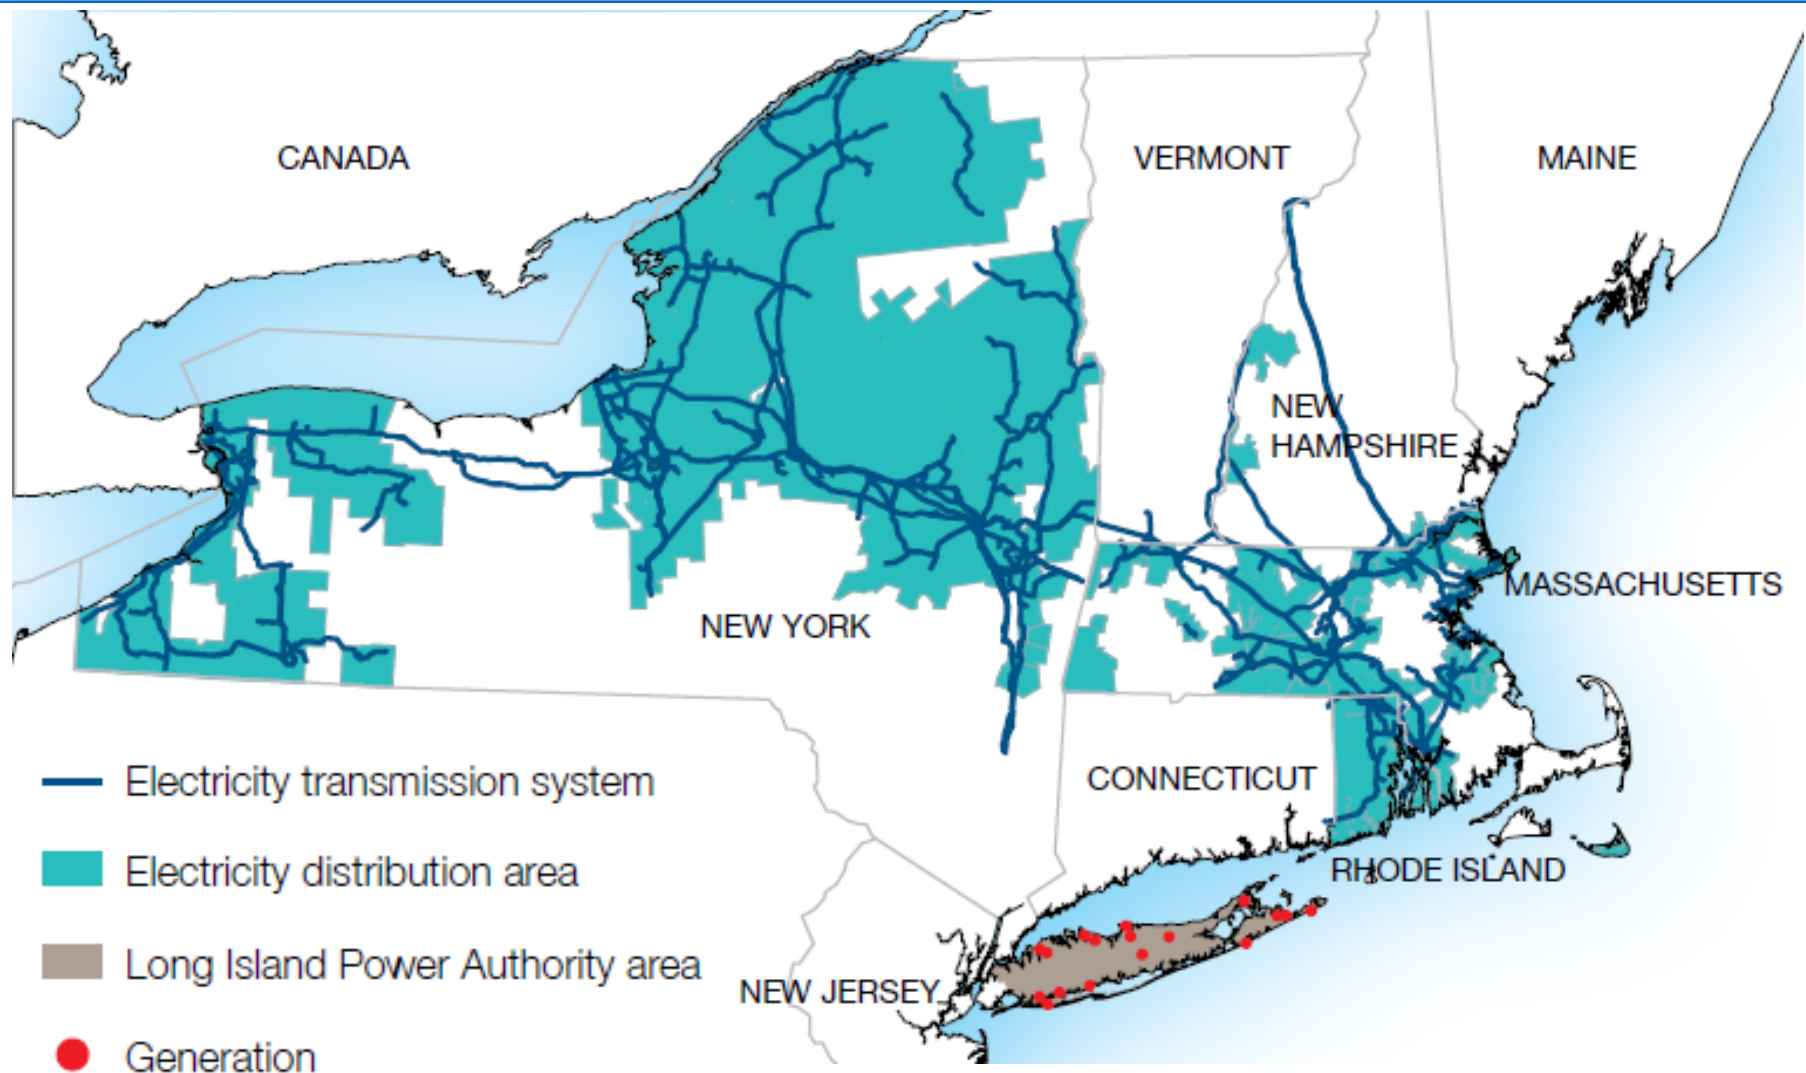 CANADA
VERMONT
MAINE
NEW
HAMPSHIRE
MASSACHUSETTS
NEW YORK
CONNECTICUT
RHODE ISLAND
NEW JERSEY
Electricity transmission system
Electricity distribution area
Long Island Power Authority area
Generation